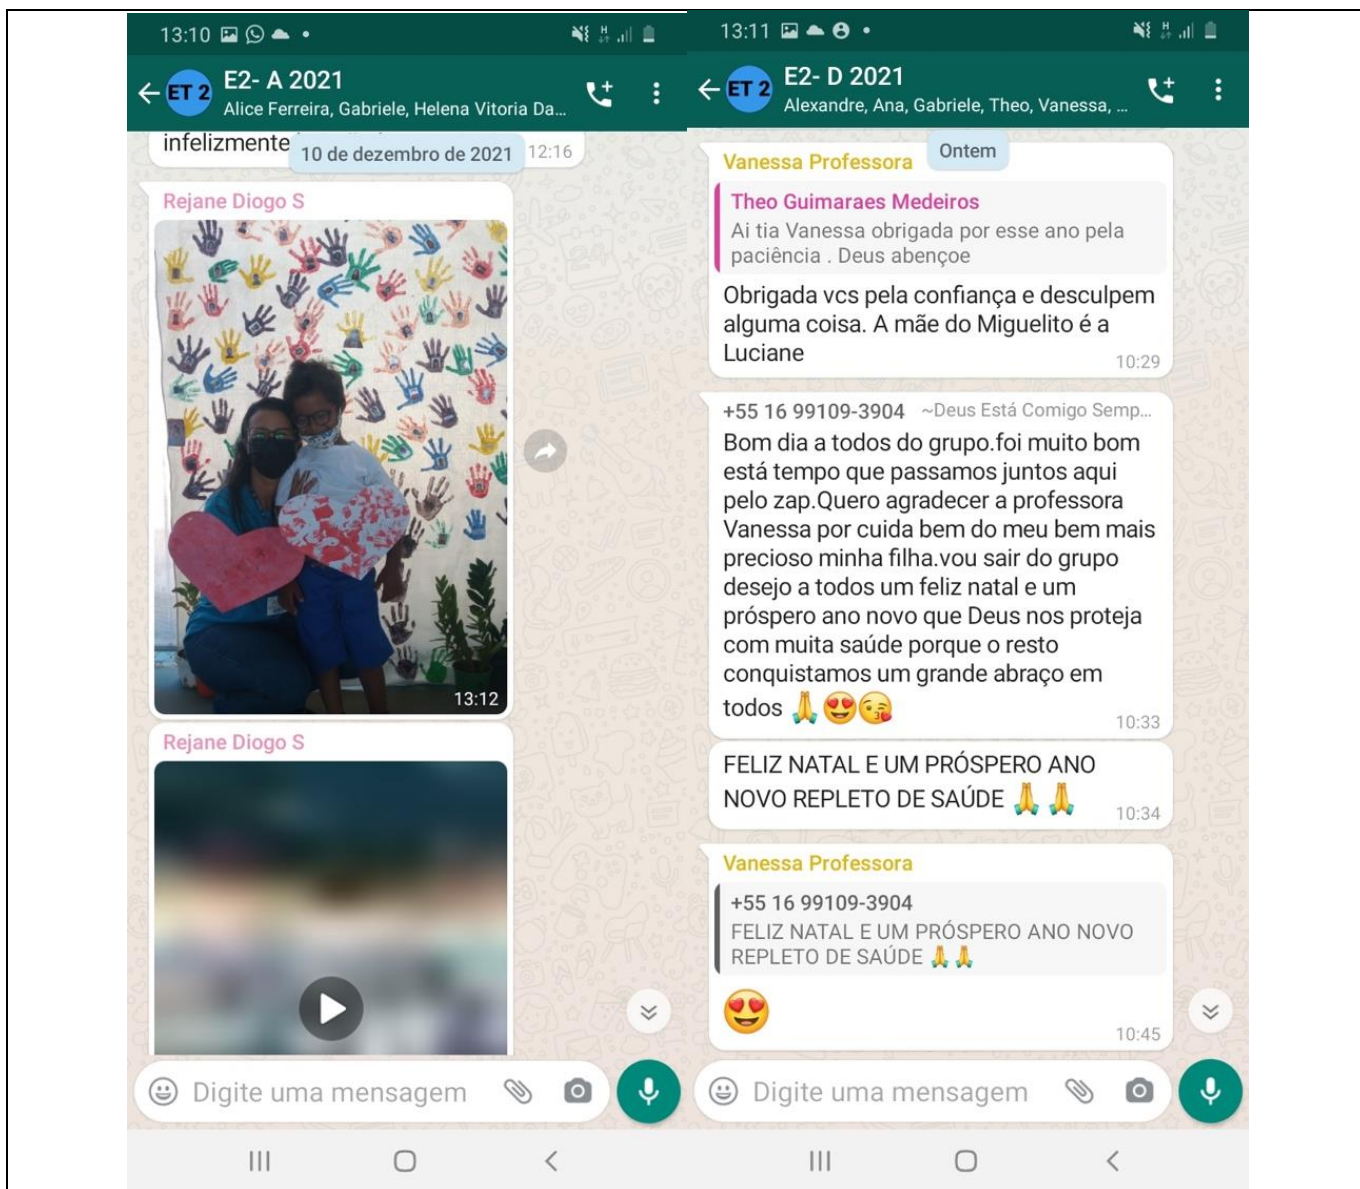 13:10
E2- A 2021
ET 2
Alice Ferreira, Gabriele, Helena Vitoria Da...
infelizmente
12:16
10 de dezembro de 2021
Rejane Diogo S
13:12
Rejane Diogo S
Digite uma mensagem
13:11
E2- D 2021
ET 2
Alexandre, Ana, Gabriele, Theo, Vanessa, ...
Ontem
Vanessa Professora
Theo Guimaraes Medeiros
Ai tia Vanessa obrigada por esse ano pela
paciência . Deus abençoe
Obrigada vcs pela confiança e desculpem
alguma coisa. A mãe do Miguelito é a
Luciane
10:29
+55 16 99109-3904 ~Deus Está Comigo Semp...
Bom dia a todos do grupo.foi muito bom
está tempo que passamos juntos aqui
pelo zap.Quero agradecer a professora
Vanessa por cuida bem do meu bem mais
precioso minha filha.vou sair do grupo
desejo a todos um feliz natal e um
próspero ano novo que Deus nos proteja
com muita saúde porque o resto
conquistamos um grande abraço em
todos 🙏😍😘
10:33
FELIZ NATAL E UM PRÓSPERO ANO
NOVO REPLETO DE SAÚDE 🙏 🙏
10:34
Vanessa Professora
+55 16 99109-3904
FELIZ NATAL E UM PRÓSPERO ANO NOVO
REPLETO DE SAÚDE 🙏 🙏
😍
10:45
Digite uma mensagem